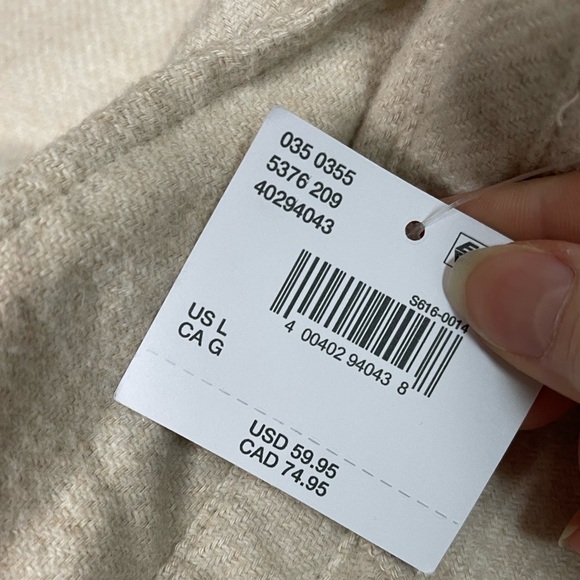 035 0355
5376 209
40294043
S616-0014
4 00402 94043 8
US L
CA G
USD 59.95
CAD 74.95